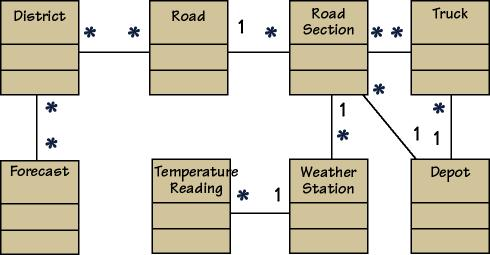 District
Road
Road
Section
Truck
* * 1 * * *
* 1 * *
* * 1 1
Forecast
Temperature
Reading
Weather
Station
Depot
* 1